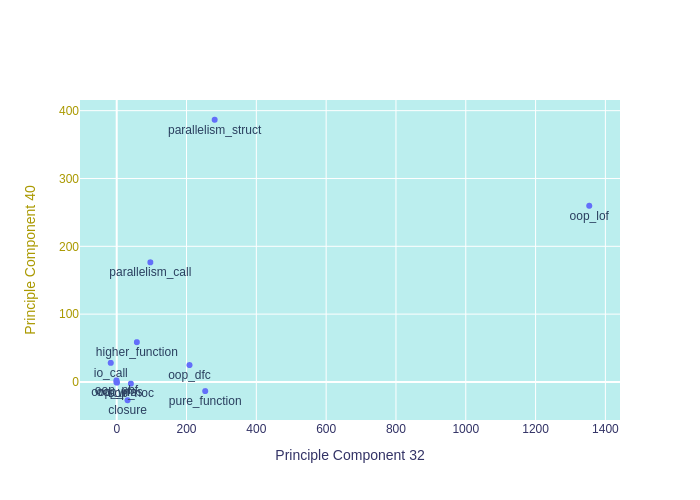 400
parallelism_struct
300
oop_lof
200
parallelism_call
100
higher_function
io_call
oop_dfc
0
pure_function
closure
0
200
400
600
800
1000
1200
1400
Principle Component 32
Principle Component 40